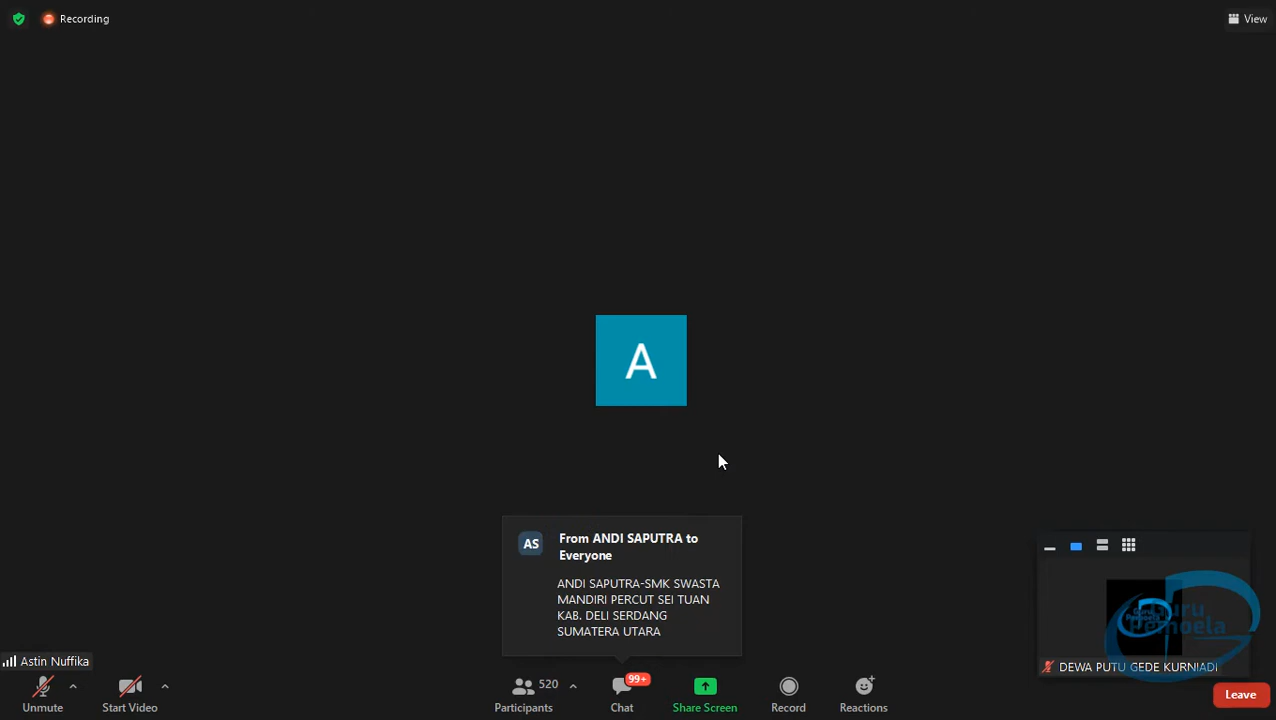 Recording
View
A
AS
From ANDI SAPUTRA to
Everyone
ANDI SAPUTRA-SMK SWASTA
MANDIRI PERCUT SEI TUAN
KAB. DELI SERDANG
SUMATERA UTARA
Guru
Pemoela
DEWA PUTU GEDE KURNIADI
Astin Nuffika
Unmute
Start Video
520
Participants
99+
Chat
Share Screen
Record
Reactions
Leave